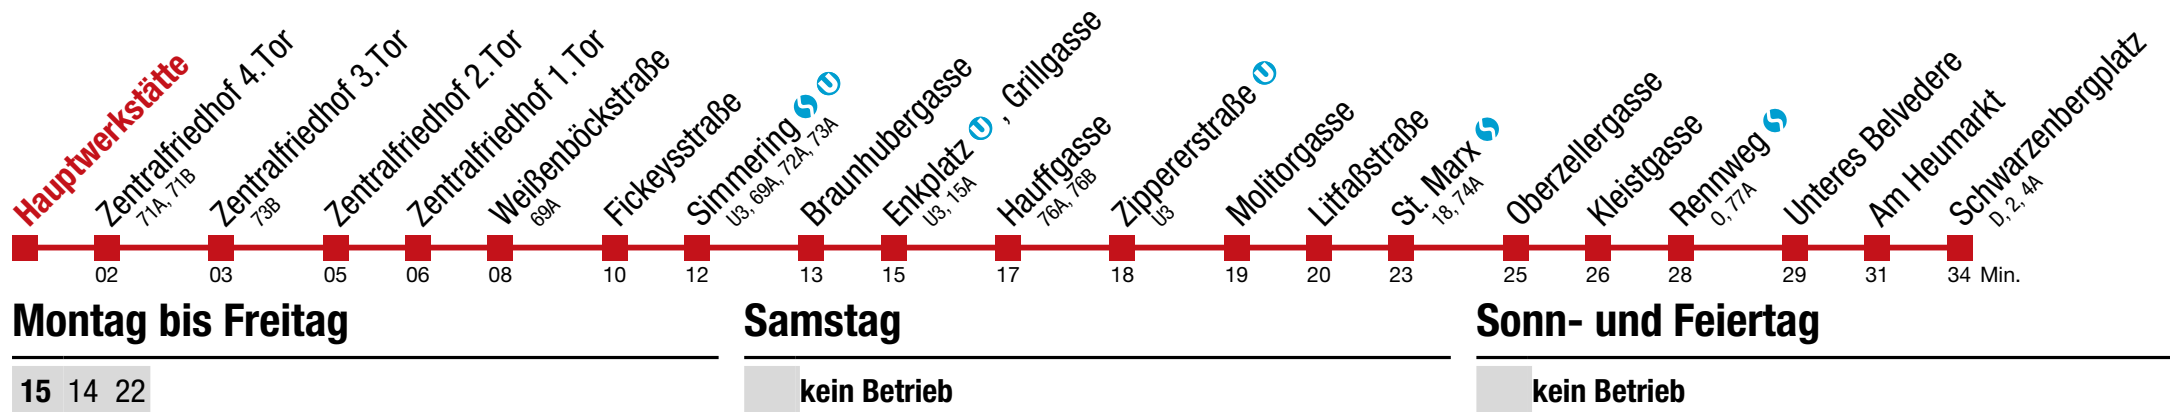 Hauptwerkstätte
Zentralfriedhof 4.Tor
71A, 71B
Zentralfriedhof 3.Tor
73B
Zentralfriedhof 2.Tor
Zentralfriedhof 1.Tor
Weißenböckstraße
69A
Fickeysstraße
Simmering
U3, 69A, 72A, 73A
Braunhubergasse
Enkplatz U, Grillgasse
U3, 15A
Hauffgasse
76A, 76B
Zippererstraße U
U3
Molitorgasse
Litfaßstraße
St. Marx
18, 74A
Oberzellergasse
Kleistgasse
Rennweg
O, 77A
Unteres Belvedere
Am Heumarkt
Schwarzenbergplatz
D, 2, 4A
02 03 05 06 08 10 12 13 15 17 18 19 20 23 25 26 28 29 31 34 Min.
Montag bis Freitag
15 14 22
Samstag
kein Betrieb
Sonn- und Feiertag
kein Betrieb